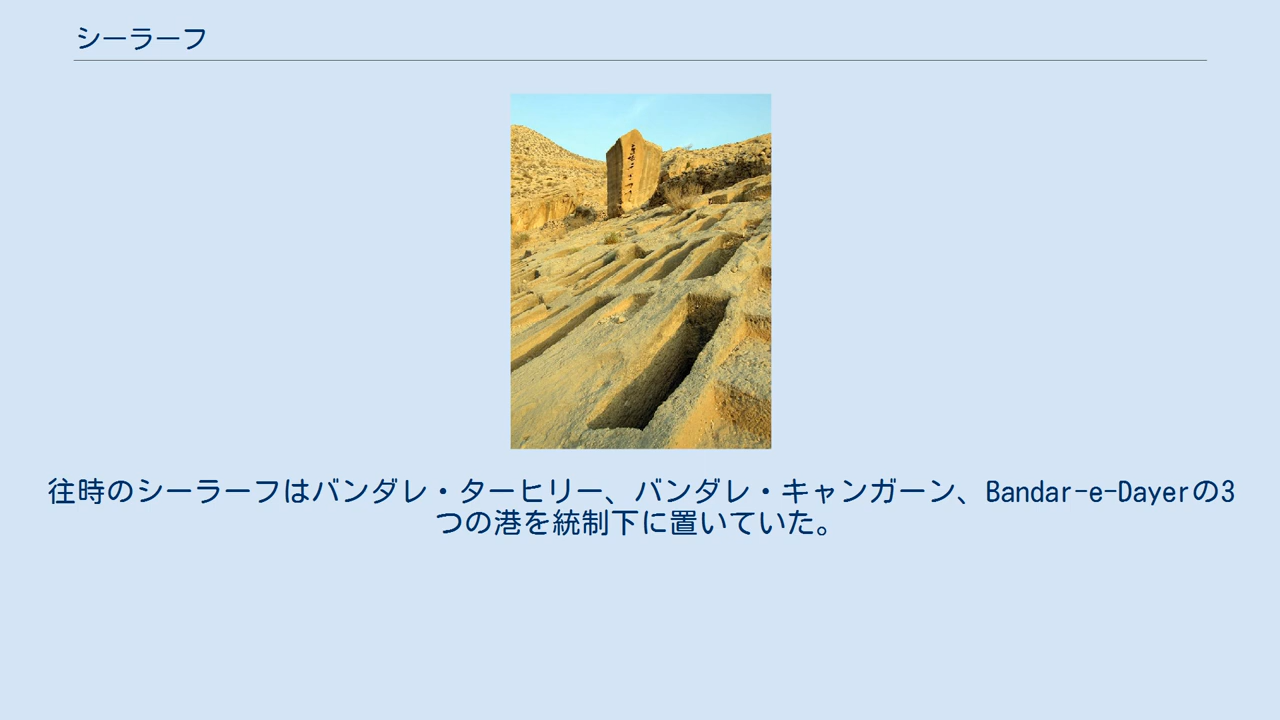 シーラーフ
往時のシーラーフはバンダレ・ターヒリー、バンダレ・キャンガーン、Bandar-e-Dayerの3
つの港を統制下に置いていた。